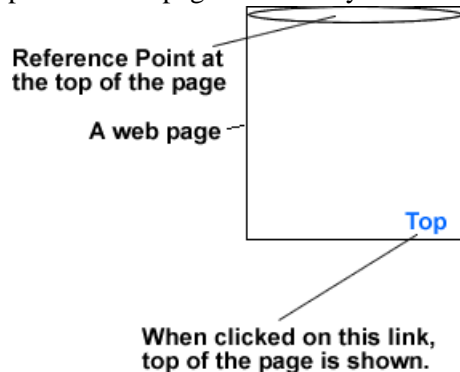 Reference Point at
the top of the page
A web page
Top
When clicked on this link,
top of the page is shown.